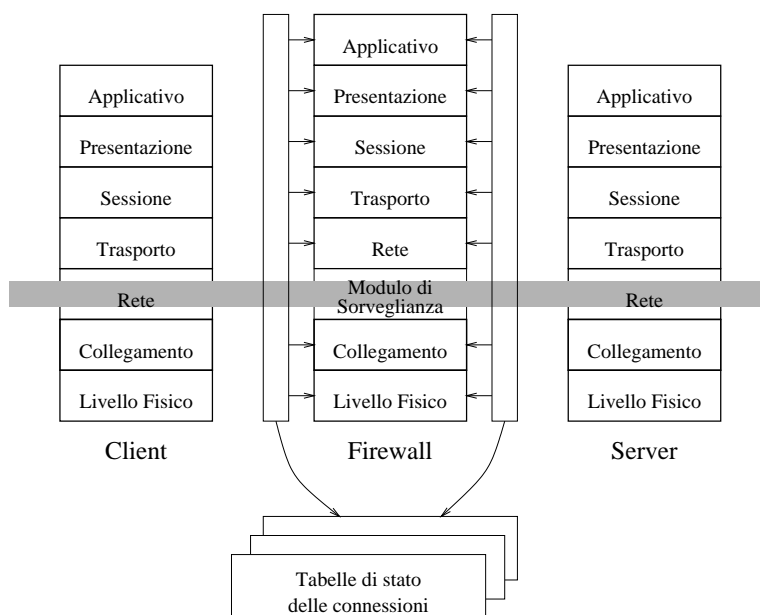 Applicativo
Presentazione
Sessione
Trasporto
Rete
Collegamento
Livello Fisico
Client
Applicativo
Presentazione
Sessione
Trasporto
Rete
Modulo di
Sorveglianza
Collegamento
Livello Fisico
Firewall
Applicativo
Presentazione
Sessione
Trasporto
Rete
Collegamento
Livello Fisico
Server
Tabelle di stato
delle connessioni